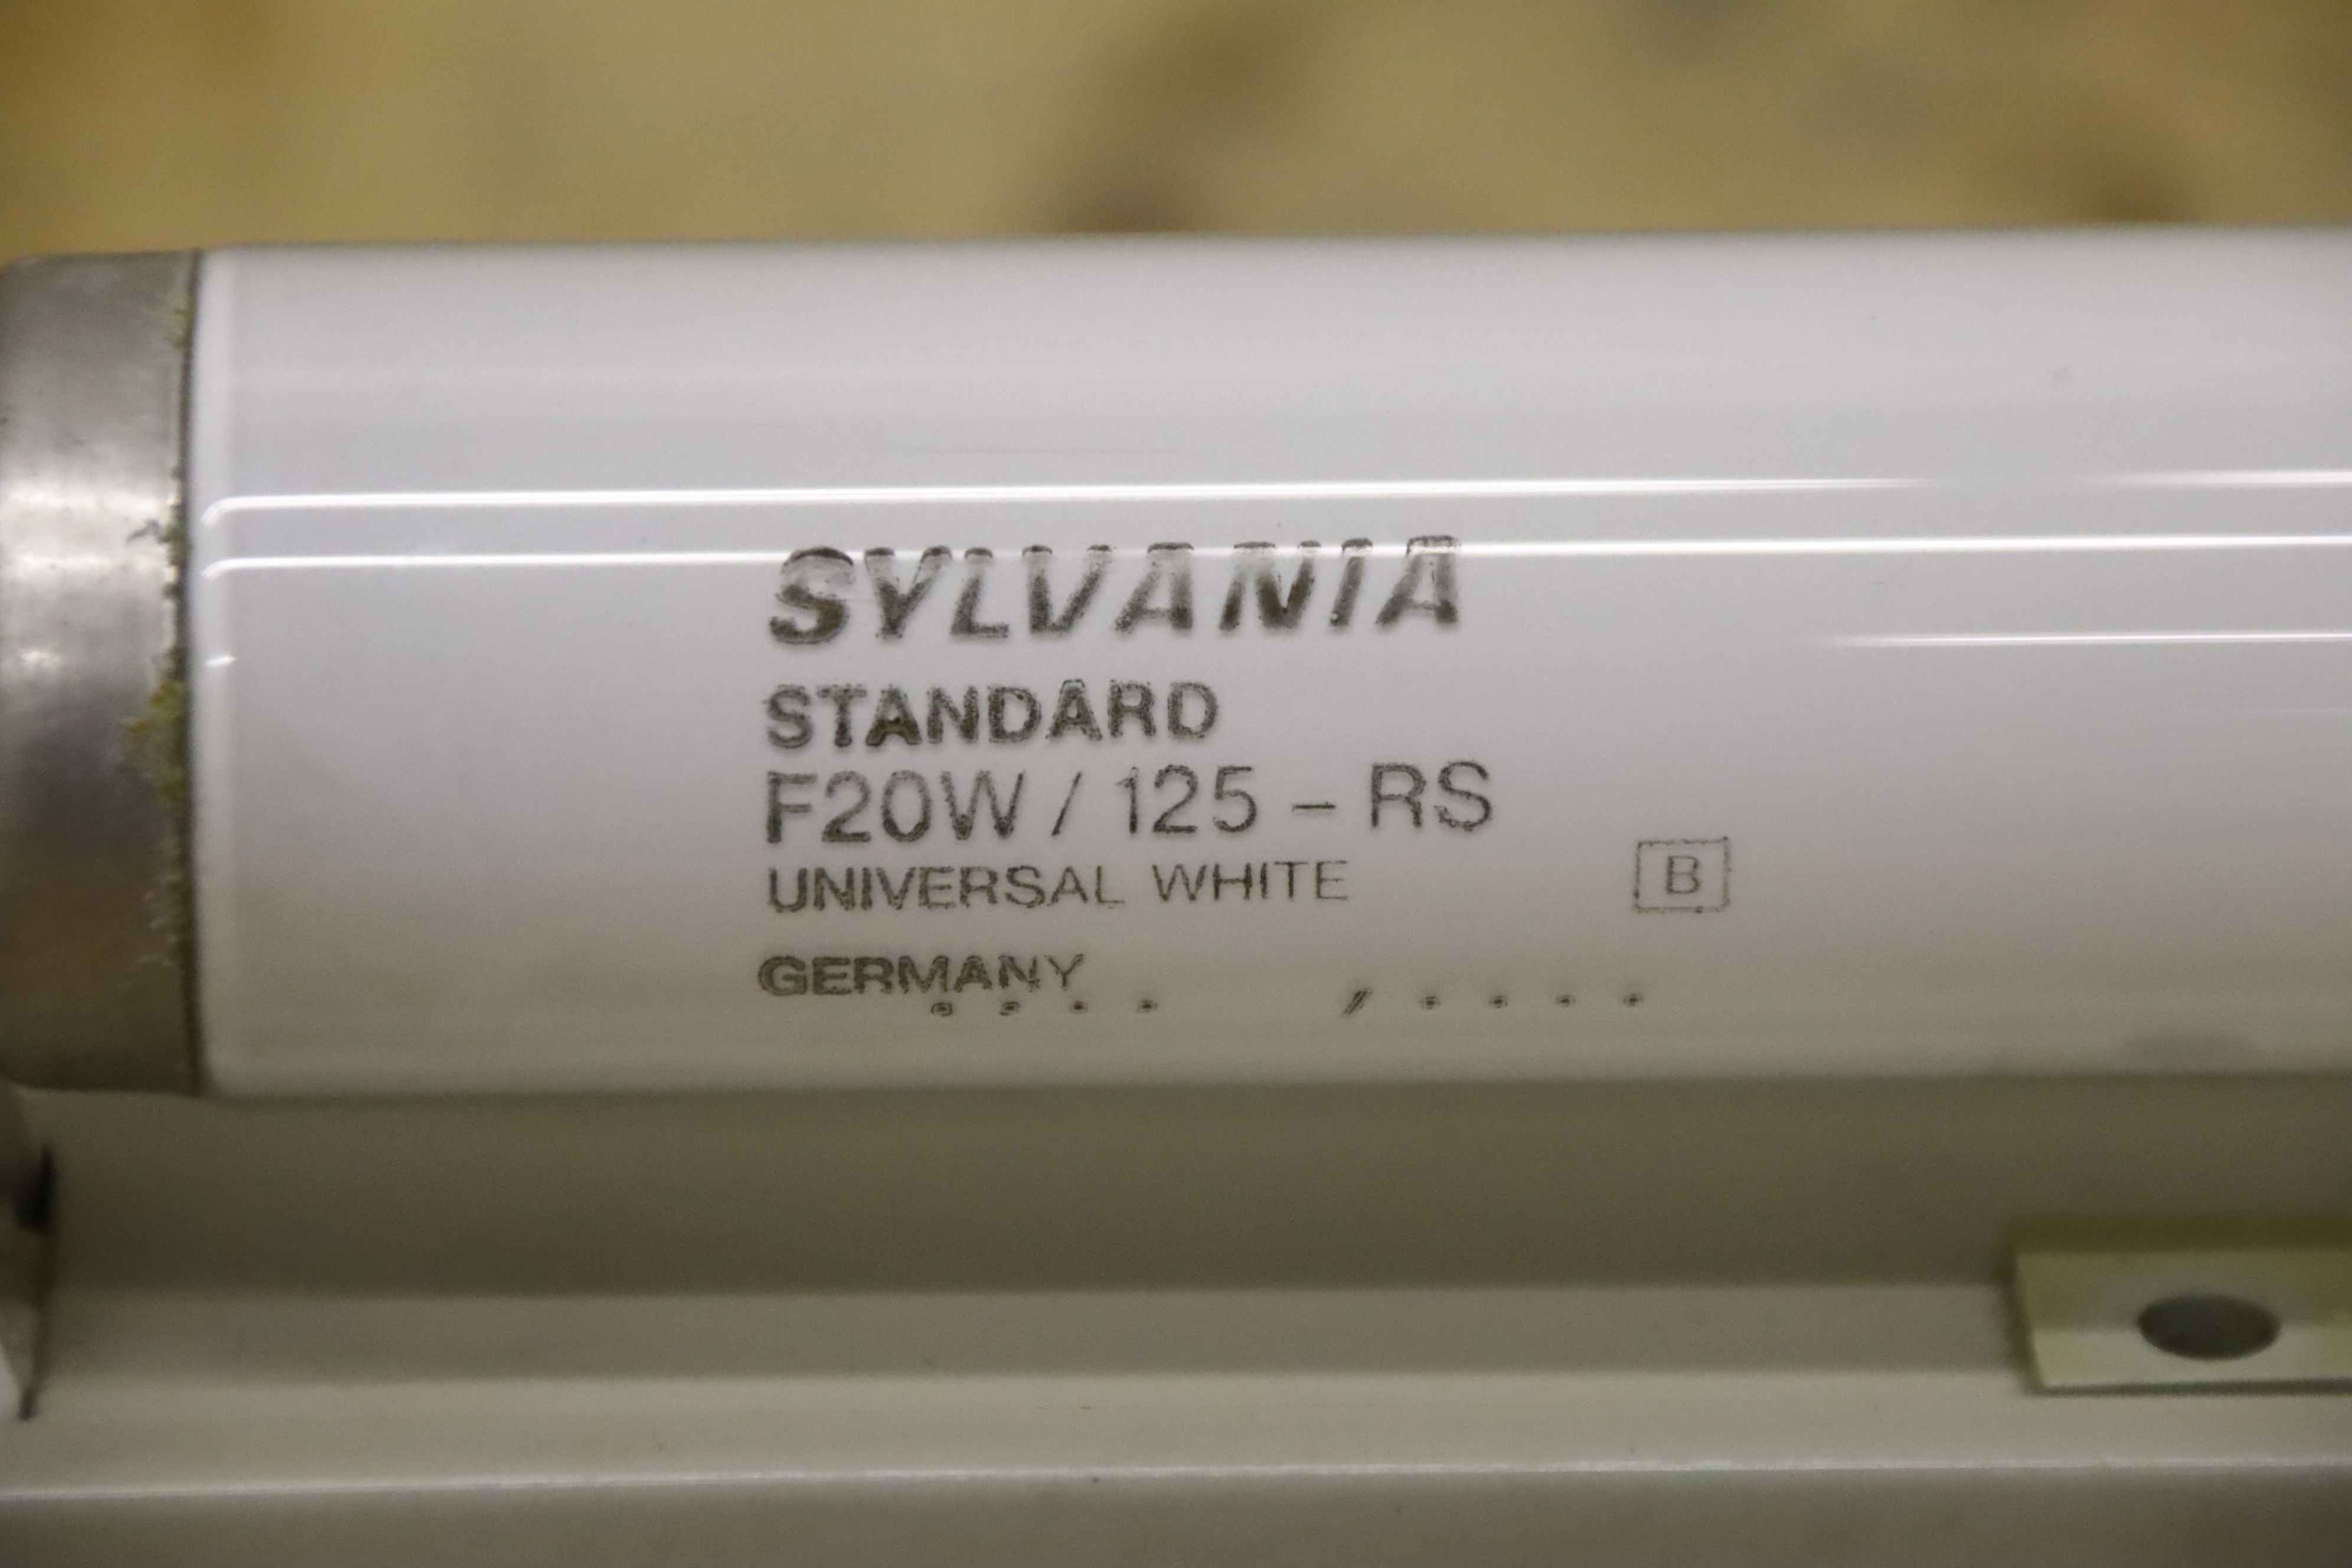 SYLVANIA
STANDARD
F20W / 125 – RS
UNIVERSAL WHITE
B
GERMANY